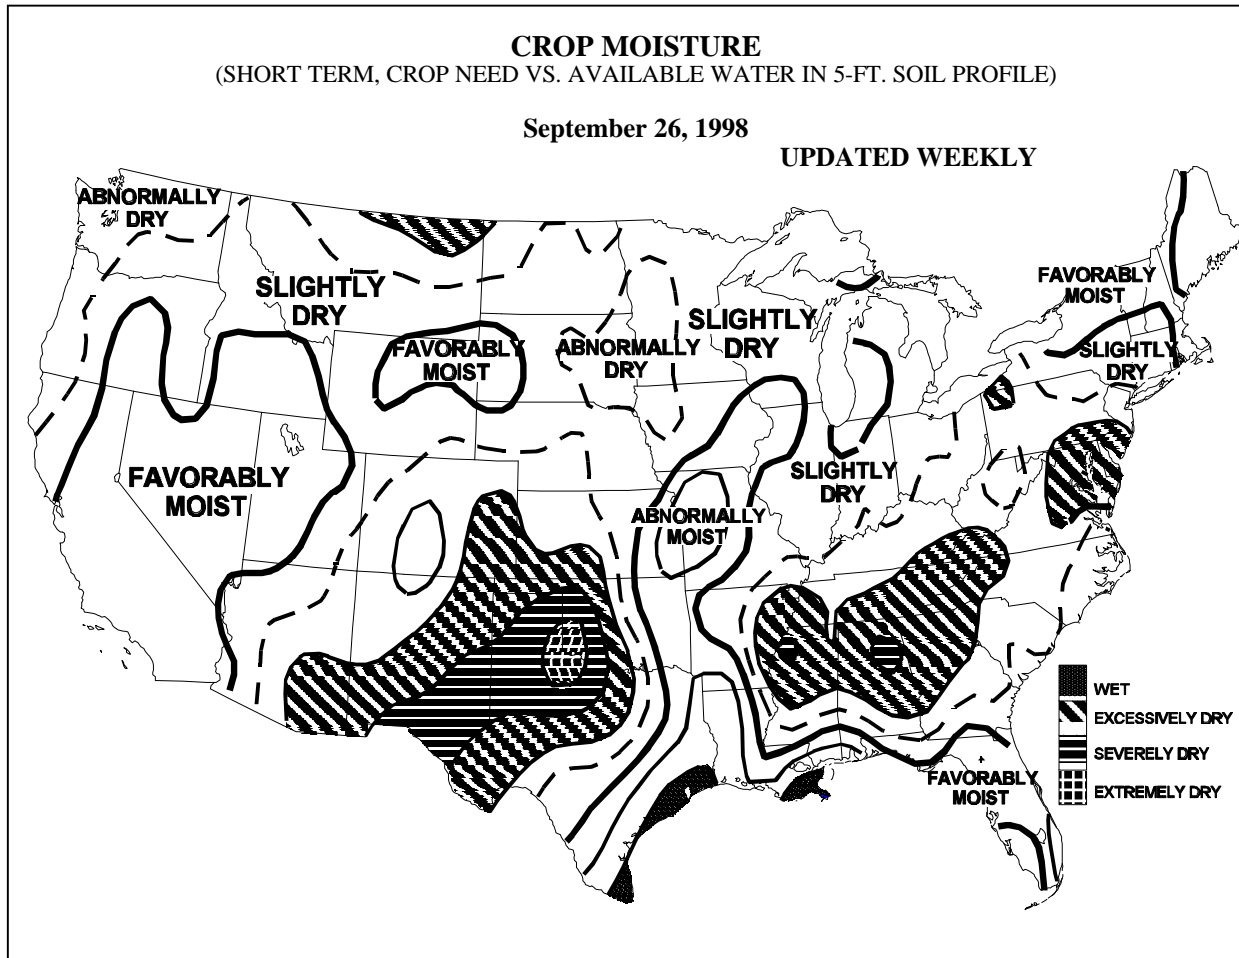 CROP MOISTURE
(SHORT TERM, CROP NEED VS. AVAILABLE WATER IN 5-FT. SOIL PROFILE)
September 26, 1998
UPDATED WEEKLY
ABNORMALLY
DRY
SLIGHTLY
DRY
FAVORABLY
MOIST
ABNORMALLY
DRY
SLIGHTLY
DRY
FAVORABLY
MOIST
SLIGHTLY
DRY
FAVORABLY
MOIST
ABNORMALLY
MOIST
SLIGHTLY
DRY
FAVORABLY
MOIST
WET
EXCESSIVELY DRY
SEVERELY DRY
EXTREMELY DRY